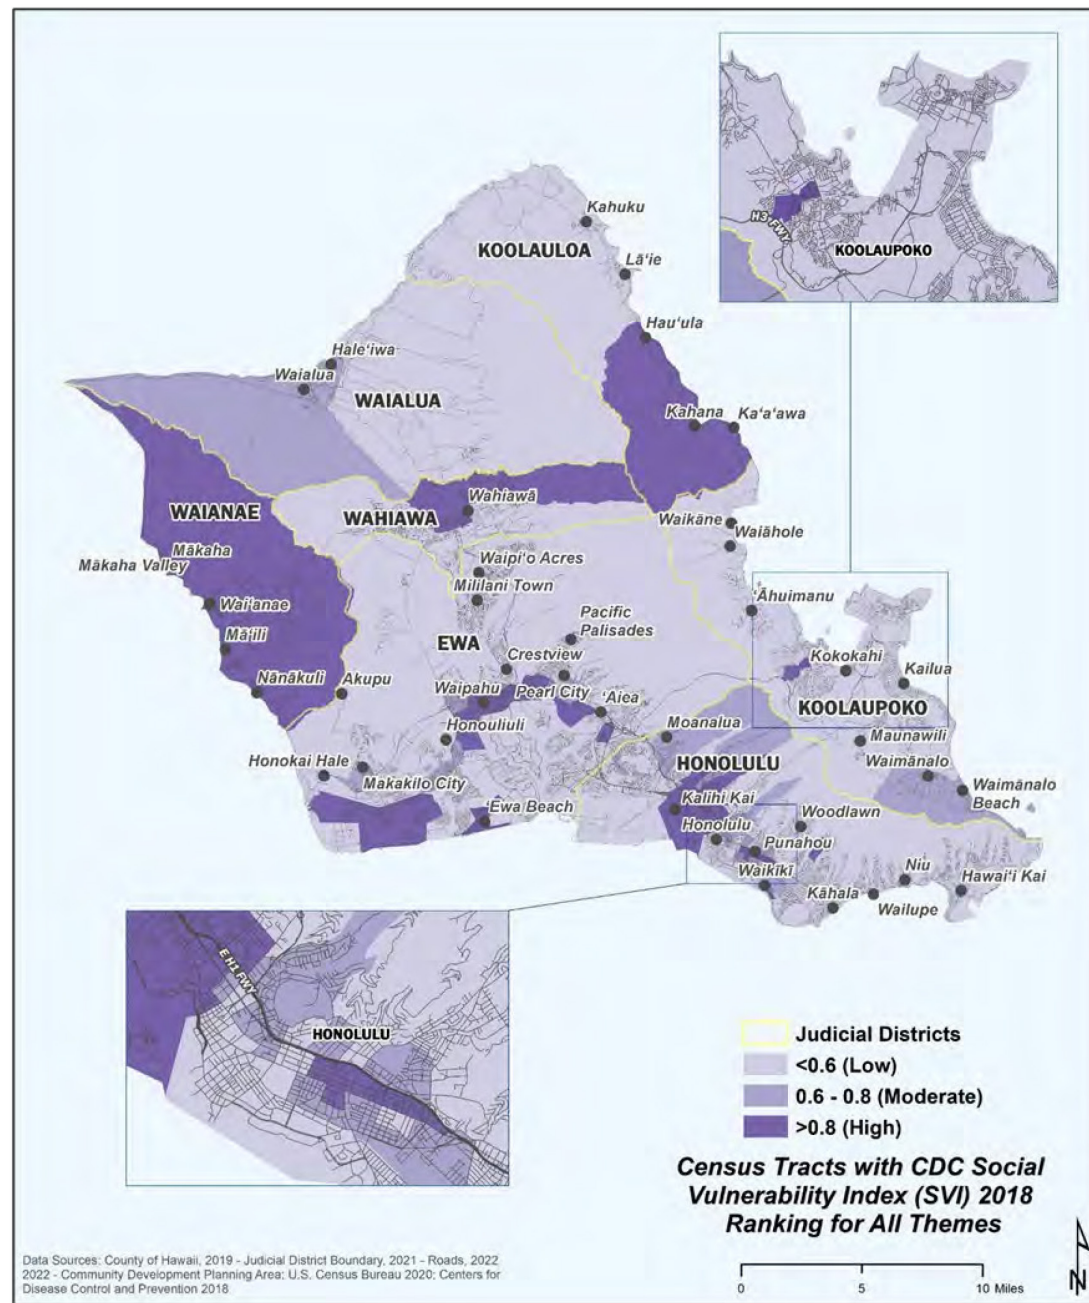 H3-FWY
KOOLAUPOKO
Kahuku
KOOLAULOA
Lā‘ie
Hau‘ula
Hale‘iwa
Waialua
WAIALUA
Kahana
Ka‘a‘awa
WAIANAE
WAHIAWA
Wahiawā
Waikāne
Waiāhole
Mākaha
Mākaha Valley
Waipi‘o Acres
Mililani Town
Wai‘anae
‘Āhuimanu
Pacific
Palisades
EWA
Mā‘ili
Crestview
Kokokahi
Kailua
Nānākuli
Akupu
Waipahu
Pearl City
‘Aiea
KOOLAUPOKO
Honouliuli
Moanalua
Maunawili
HONOLULU
Waimānalo
Honokai Hale
Makakilo City
Waimānalo
Beach
‘Ewa Beach
Kalihi Kai
Woodlawn
Honolulu
Punahou
Waikīkī
Niu
Hawai‘i Kai
Kāhala
Wailupe
E H1 FWY
HONOLULU
Judicial Districts
<0.6 (Low)
0.6 - 0.8 (Moderate)
>0.8 (High)
Census Tracts with CDC Social
Vulnerability Index (SVI) 2018
Ranking for All Themes
Data Sources: County of Hawaii, 2019 - Judicial District Boundary, 2021 - Roads, 2022
2022 - Community Development Planning Area; U.S. Census Bureau 2020; Centers for
Disease Control and Prevention 2018
0 5 10 Miles
N